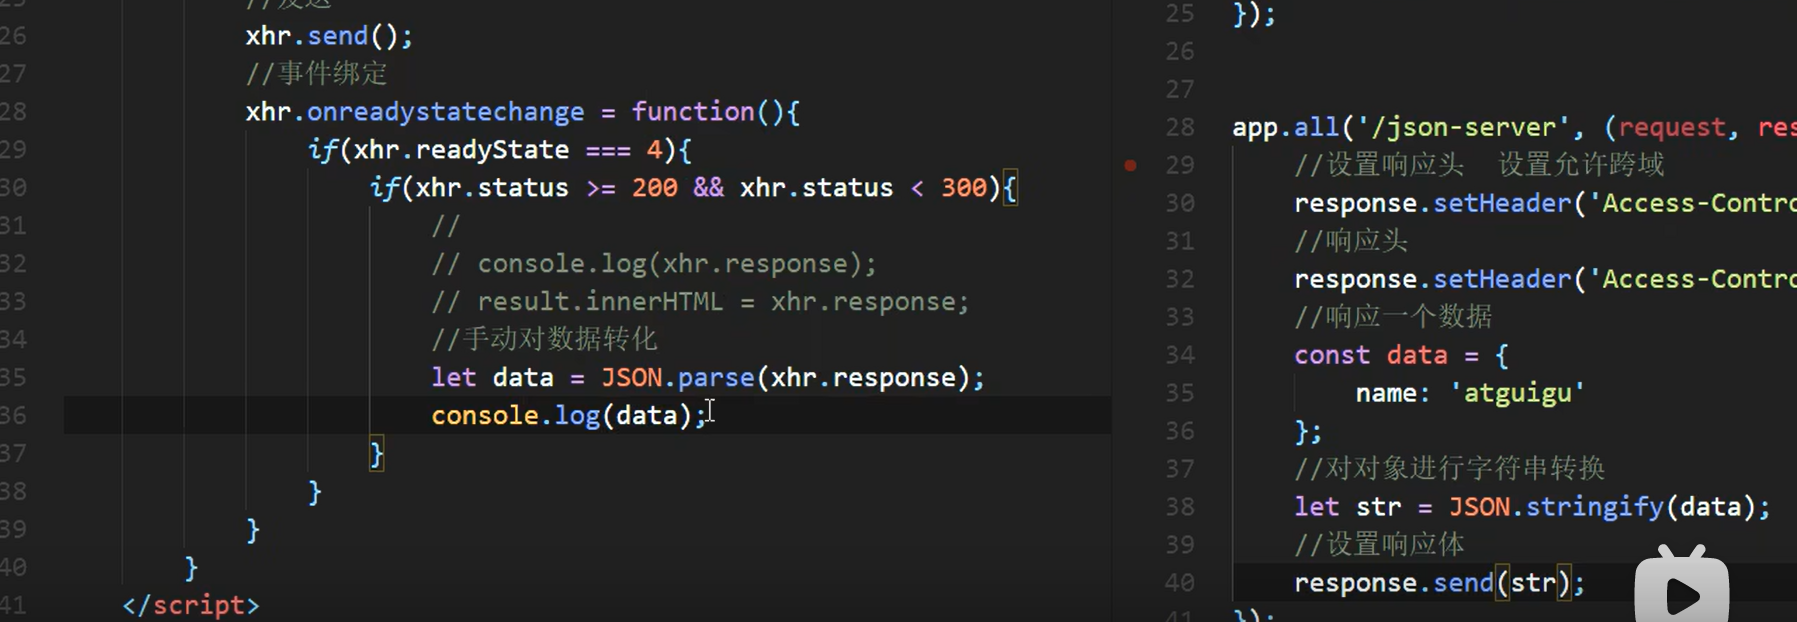 26 xhr.send();
27 //事件绑定
28 xhr.onreadystatechange = function(){
29 if(xhr.readyState === 4){
30 if(xhr.status >= 200 && xhr.status < 300){
31 //
32 // console.log(xhr.response);
33 // result.innerHTML = xhr.response;
34 //手动对数据转化
35 let data = JSON.parse(xhr.response);
36 console.log(data);
37 }
38 }
39 }
40 }
41 </script>
25 });
26
27
28 app.all('/json-server', (request, res
29 //设置响应头  设置允许跨域
30 response.setHeader('Access-Contro
31 //响应头
32 response.setHeader('Access-Contro
33 //响应一个数据
34 const data = {
35 name: 'atguigu'
36 };
37 //对对象进行字符串转换
38 let str = JSON.stringify(data);
39 //设置响应体
40 response.send(str);
41 });